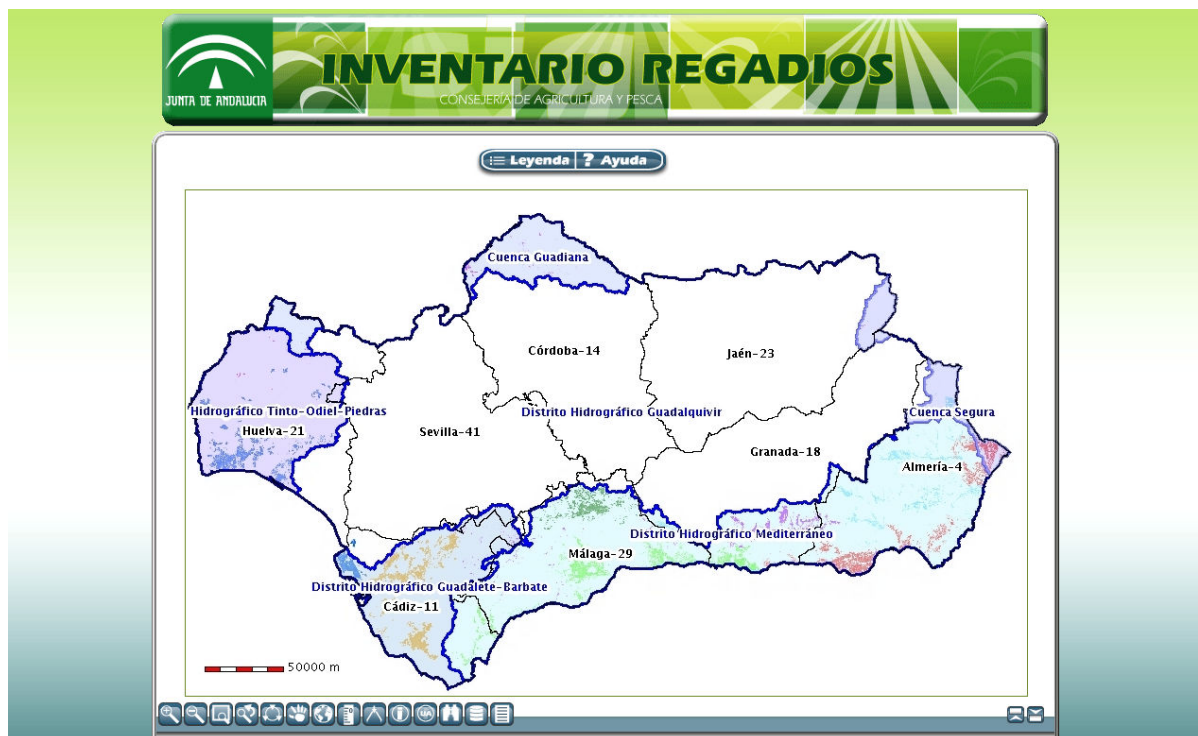 JUNTA DE ANDALUCIA
INVENTARIO REGADIOS
CONSEJERÍA DE AGRICULTURA Y PESCA
Leyenda ? Ayuda
Cuenca Guadiana
Córdoba-14
Jaén-23
Hidrográfico Tinto-Odiel-Piedras
Distrito Hidrográfico Guadalquivir
Cuenca Segura
Huelva-21
Sevilla-41
Granada-18
Almería-4
Distrito Hidrográfico Mediterráneo
Málaga-29
Distrito Hidrográfico Guadalete-Barbate
Cádiz-11
50000 m
UA